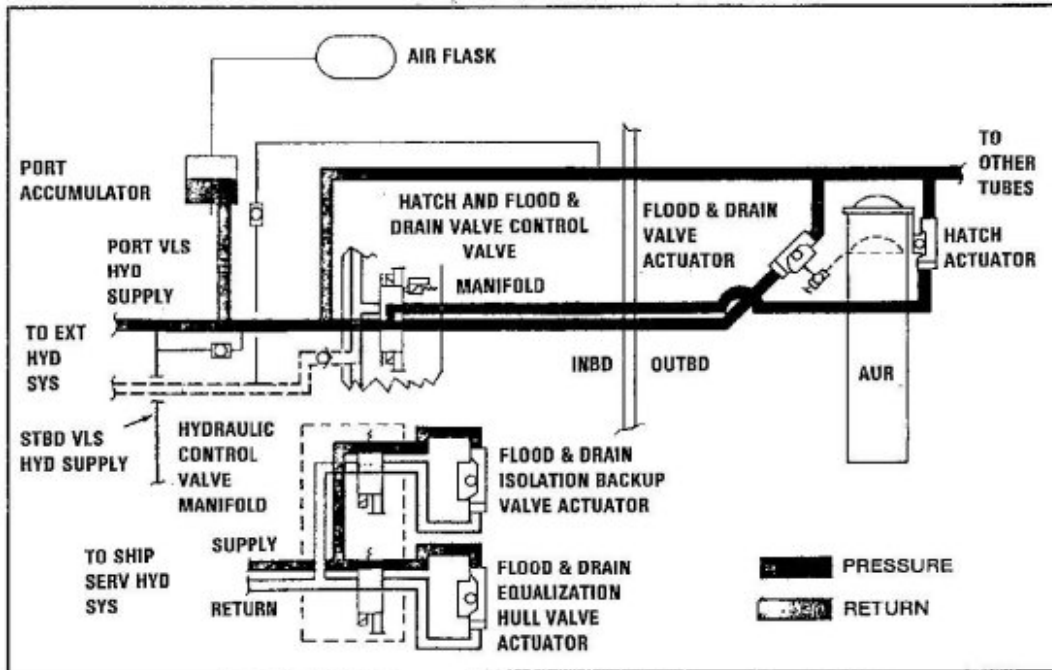 AIR FLASK
PORT
ACCUMULATOR
PORT VLS
HYD
SUPPLY
TO EXT
HYD
SYS
STBD VLS
HYD SUPPLY
HATCH AND FLOOD &
DRAIN VALVE CONTROL
VALVE
MANIFOLD
FLOOD & DRAIN
VALVE
ACTUATOR
TO
OTHER
TUBES
HATCH
ACTUATOR
INBD
OUTBD
AUR
HYDRAULIC
CONTROL
VALVE
MANIFOLD
FLOOD & DRAIN
ISOLATION BACKUP
VALVE ACTUATOR
TO SHIP
SERV HYD
SYS
SUPPLY
RETURN
FLOOD & DRAIN
EQUALIZATION
HULL VALVE
ACTUATOR
PRESSURE
RETURN